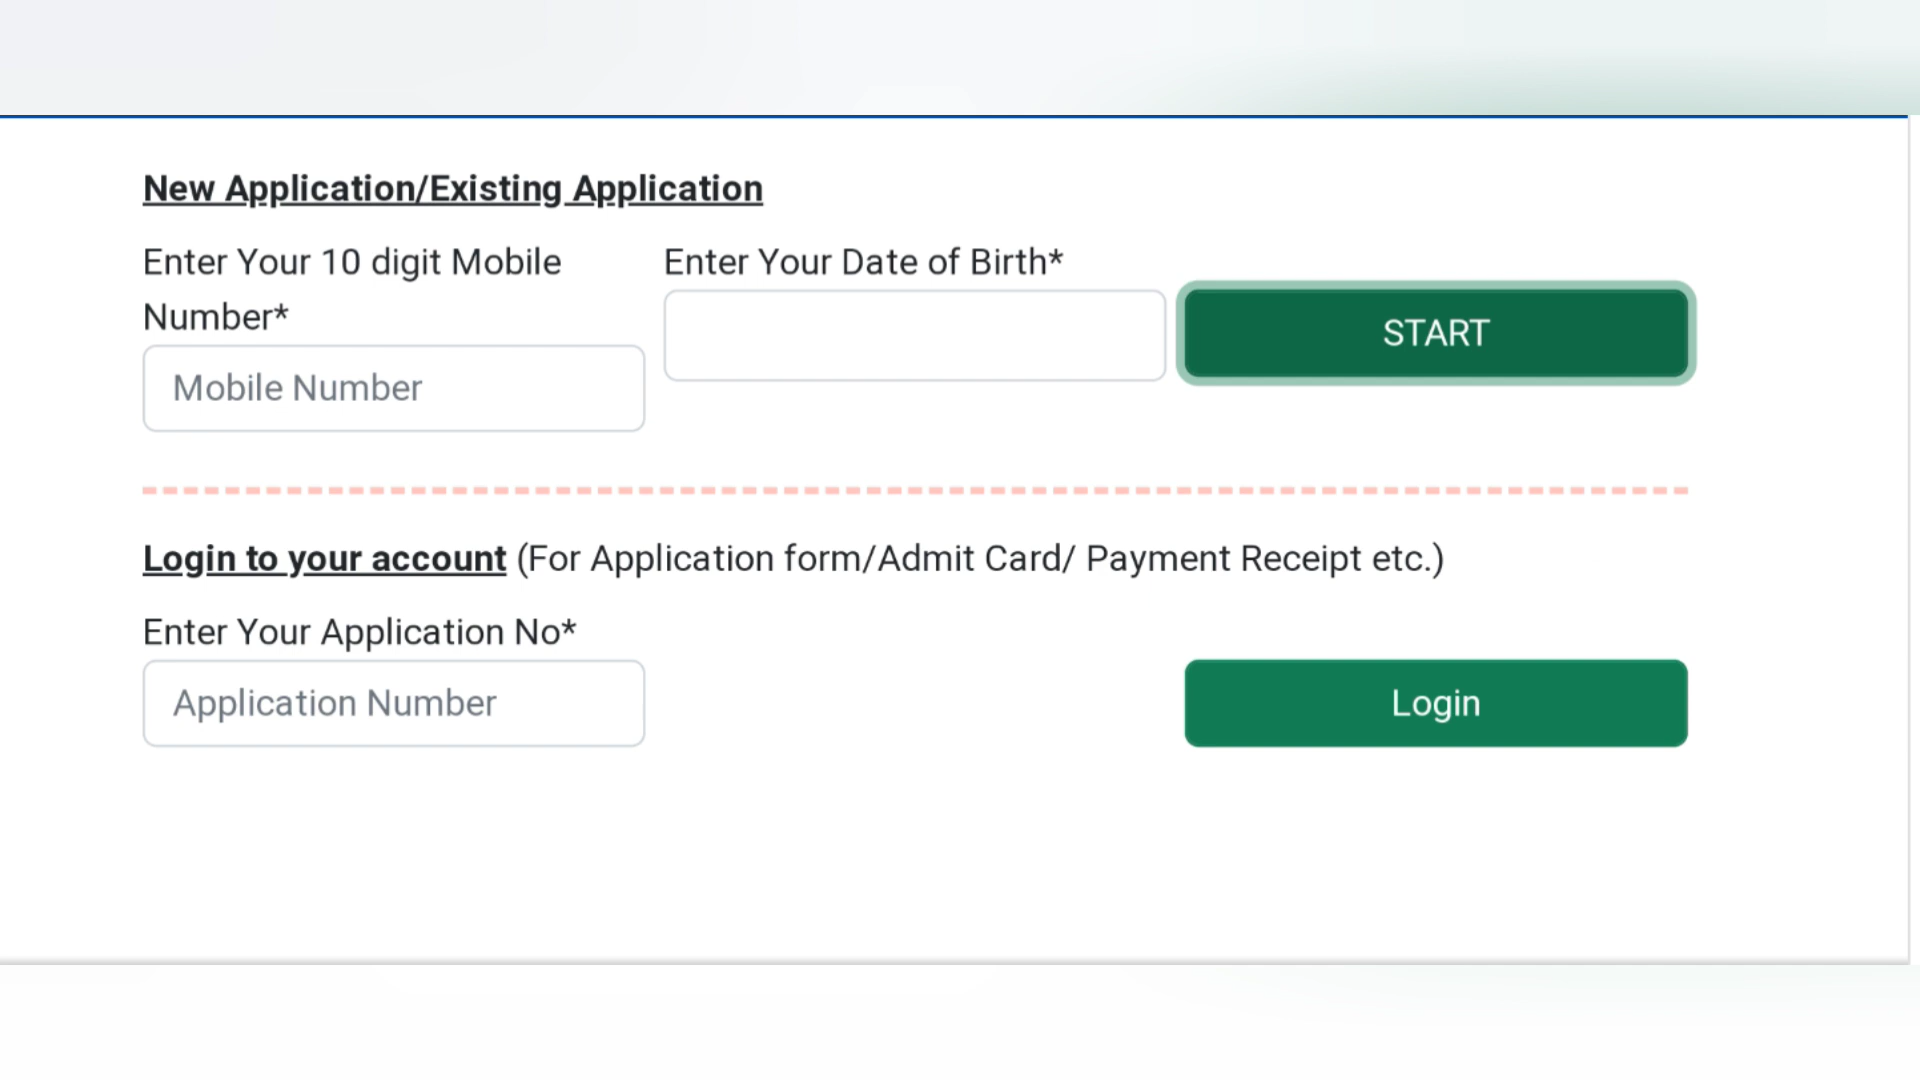 New Application/Existing Application
Enter Your 10 digit Mobile
Number*
Mobile Number
Enter Your Date of Birth*
START
Login to your account (For Application form/Admit Card/ Payment Receipt etc.)
Enter Your Application No*
Application Number
Login